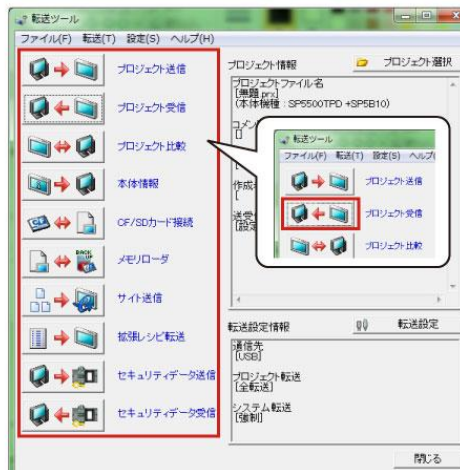 転送ツール
ファイル(F) 転送(T) 設定(S) ヘルプ(H)
プロジェクト送信
プロジェクト受信
プロジェクト比較
本体情報
CF/SDカード接続
メモリローダ
サイト送信
拡張レシピ転送
セキュリティデータ送信
セキュリティデータ受信
プロジェクト情報
プロジェクト選択
プロジェクトファイル名
[無題.prx]
(本体機種 : SP5500TPD +SP5B10)
転送ツール
ファイル(F) 転送(T) 設定(S) ヘルプ(
プロジェクト送信
プロジェクト受信
プロジェクト比較
転送設定情報
転送設定
通信先
[USB]
プロジェクト転送
[全転送]
システム転送
[強制]
閉じる